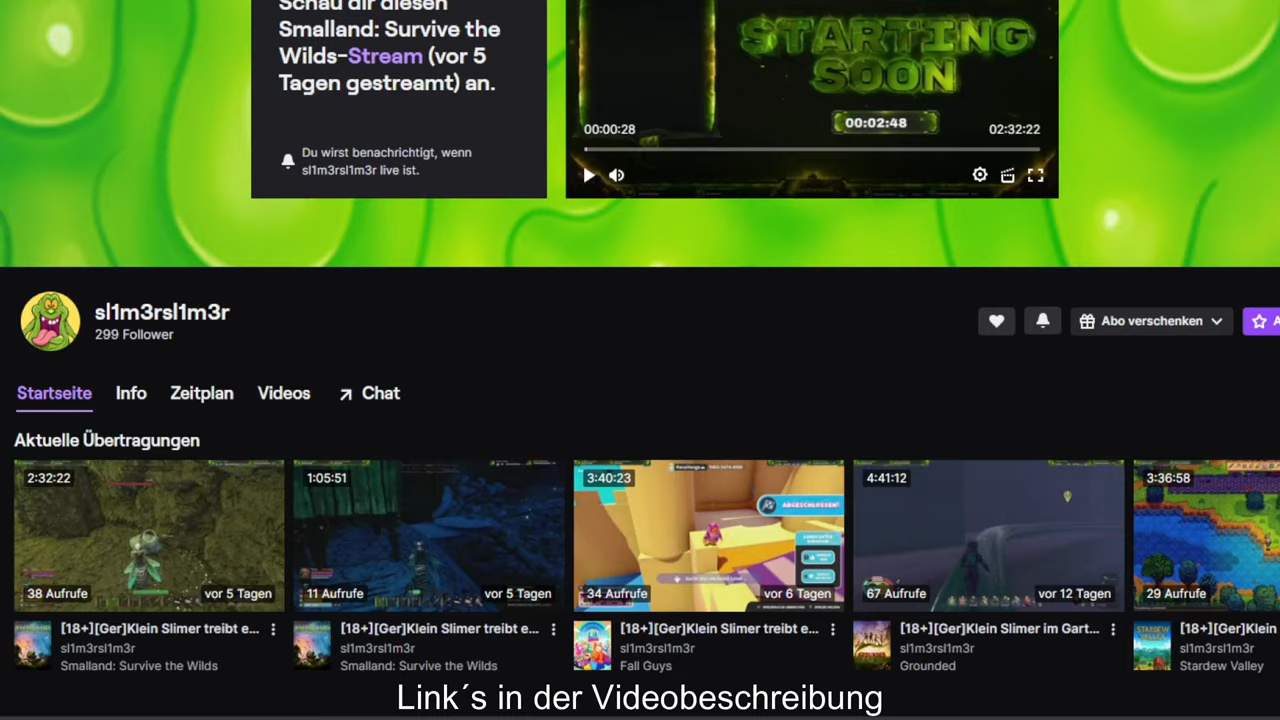 Schau dir diesen
Smalland: Survive the
Wilds-Stream (vor 5
Tagen gestreamt) an.
Du wirst benachrichtigt, wenn
sl1m3rsl1m3r live ist.
STARTING
SOON
00:02:48
00:00:28
02:32:22
sl1m3rsl1m3r
299 Follower
Abo verschenken
A
Startseite
Info
Zeitplan
Videos
Chat
Aktuelle Übertragungen
2:32:22
38 Aufrufe
vor 5 Tagen
[18+][Ger]Klein Slimer treibt e...
sl1m3rsl1m3r
Smalland: Survive the Wilds
1:05:51
11 Aufrufe
vor 5 Tagen
[18+][Ger]Klein Slimer treibt e...
sl1m3rsl1m3r
Smalland: Survive the Wilds
3:40:23
ABGESCHLOSSEN!
34 Aufrufe
vor 6 Tagen
[18+][Ger]Klein Slimer treibt e...
sl1m3rsl1m3r
Fall Guys
4:41:12
67 Aufrufe
vor 12 Tagen
[18+][Ger]Klein Slimer im Gart...
sl1m3rsl1m3r
Grounded
3:36:58
29 Aufrufe
[18+][Ger]Klein
sl1m3rsl1m3r
Stardew Valley
Link´s in der Videobeschreibung